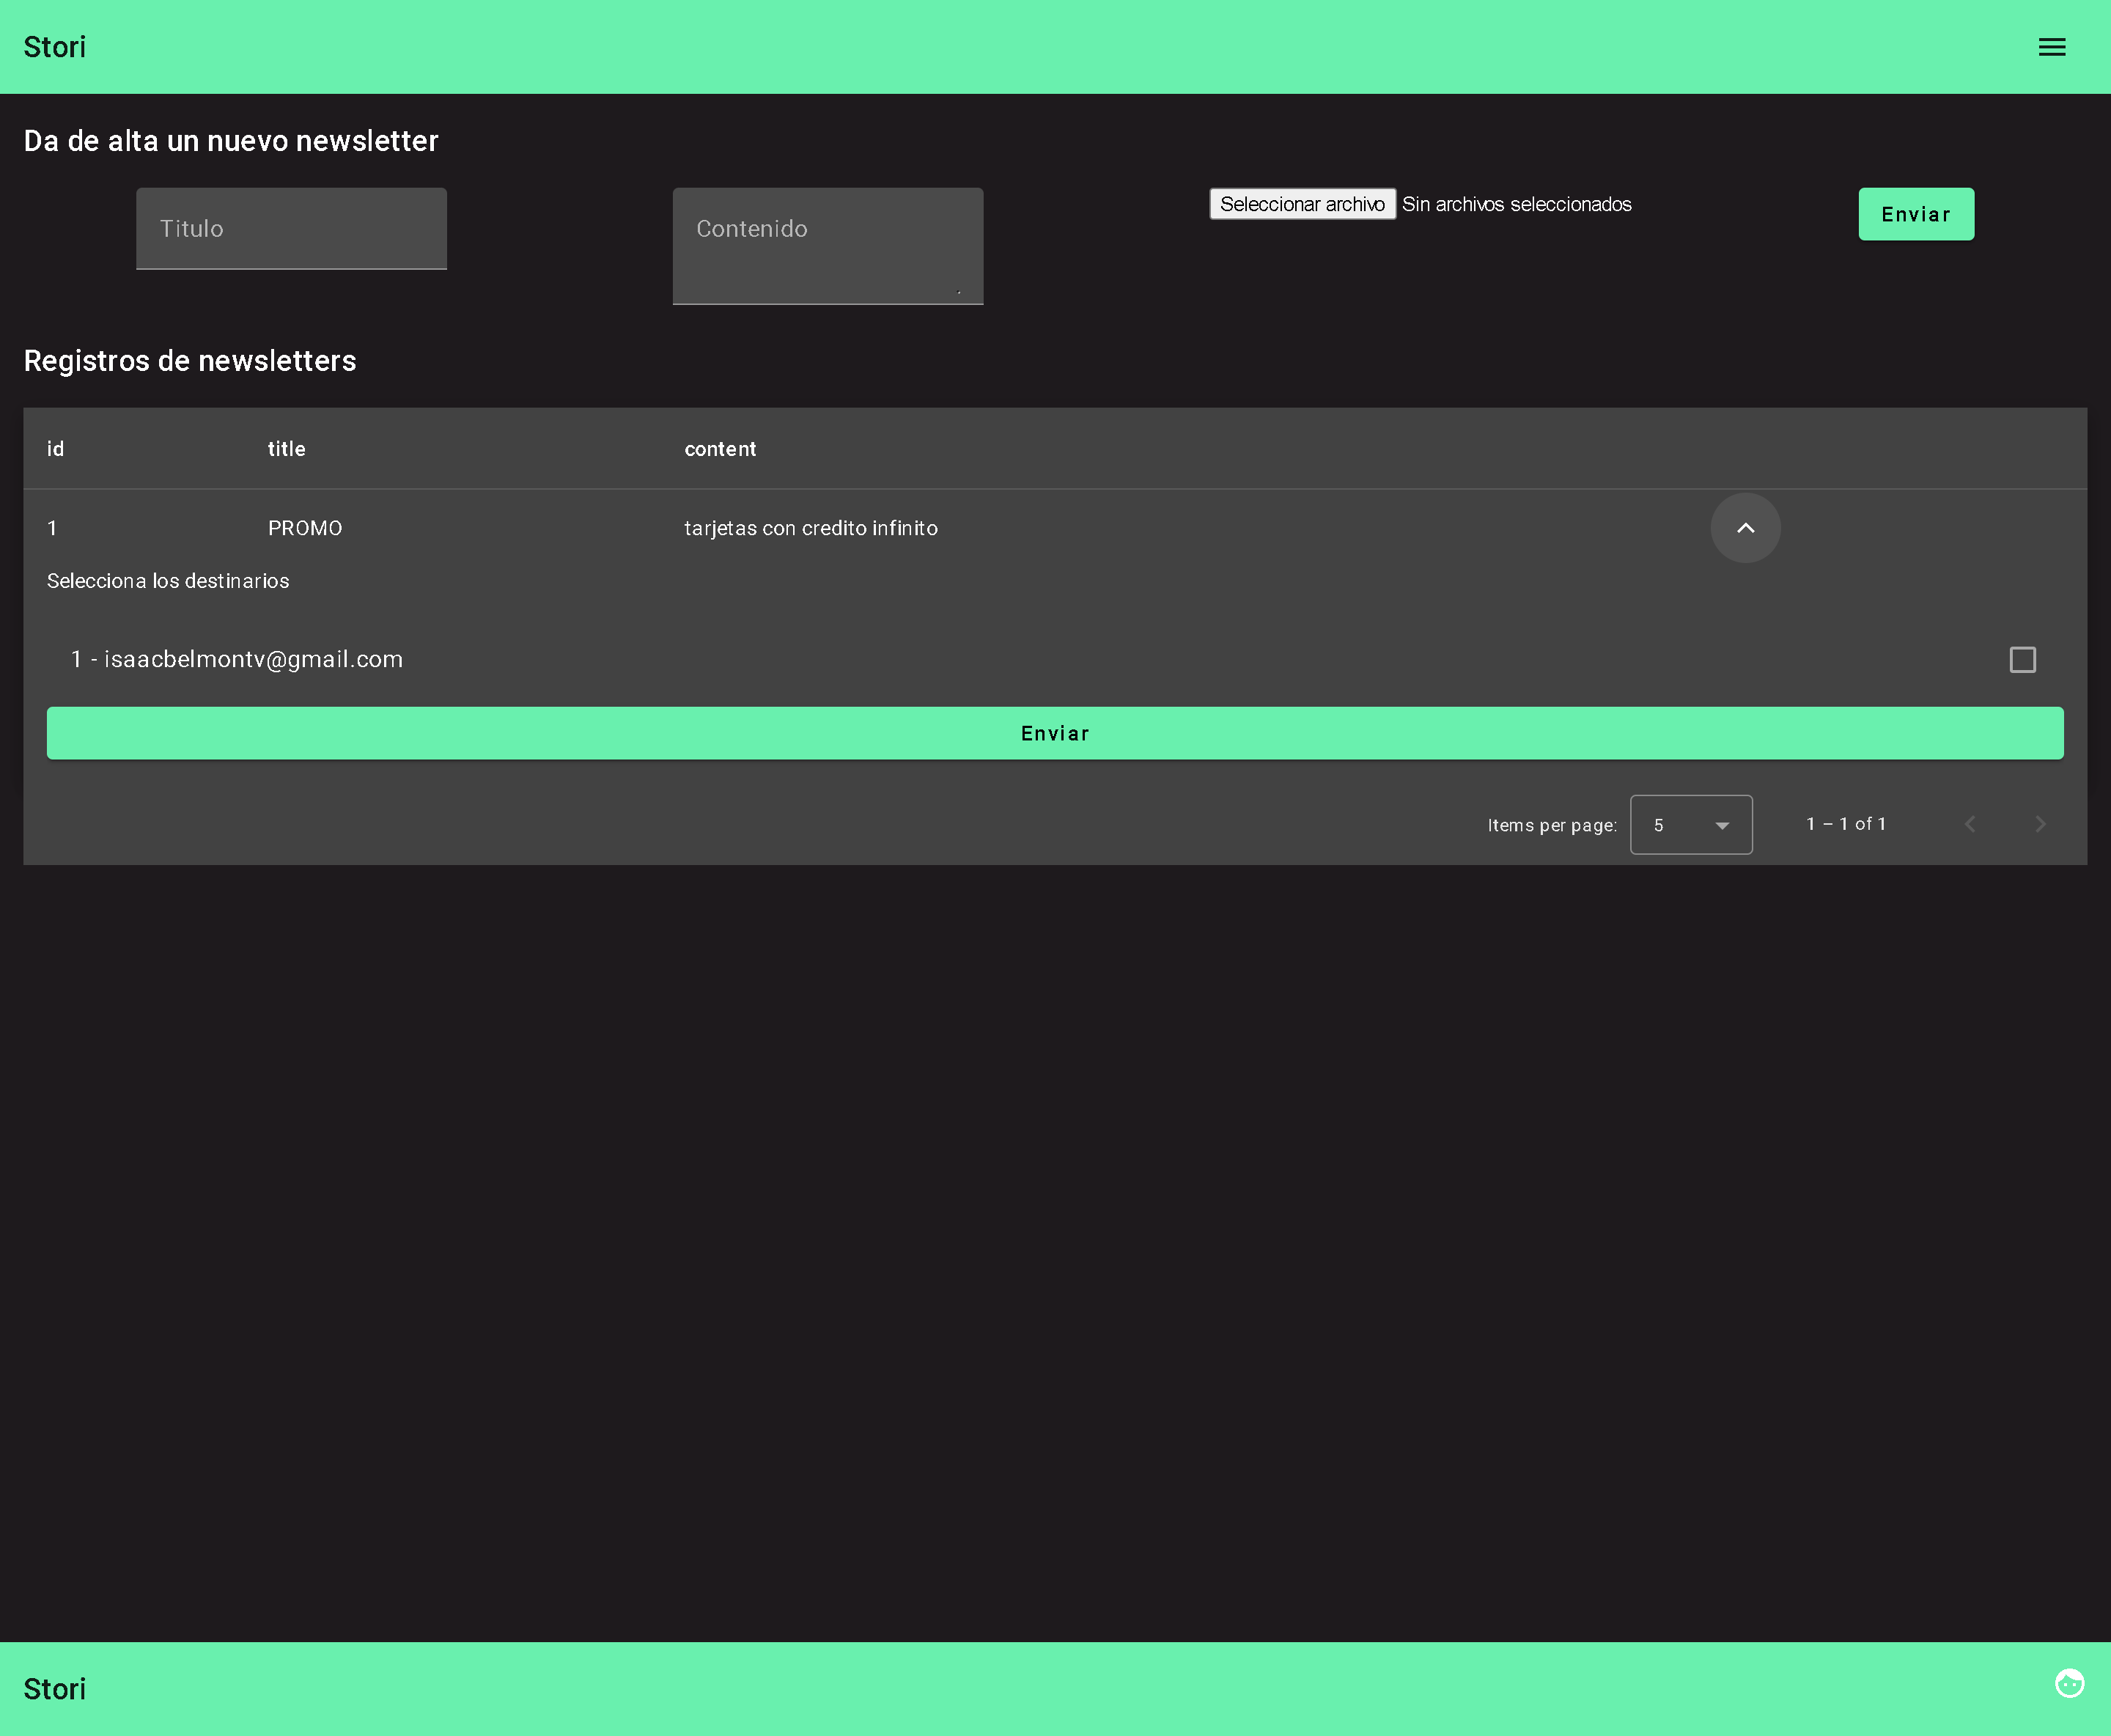 Stori
Da de alta un nuevo newsletter
Titulo
Contenido
Seleccionar archivo Sin archivos seleccionados
Enviar
Registros de newsletters
id title content
1 PROMO tarjetas con credito infinito
Selecciona los destinarios
1 - isaacbelmontv@gmail.com
Enviar
Items per page: 5 1 – 1 of 1
Stori